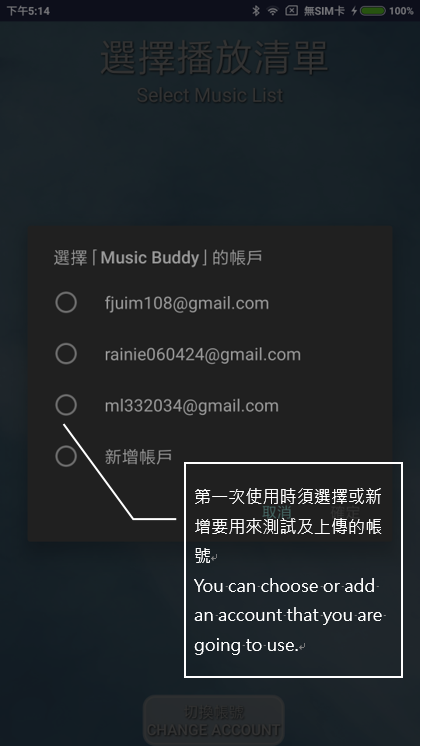 下午5:14 無SIM卡 100%
選擇播放清單
Select Music List
選擇「Music Buddy」的帳戶
fjuim108@gmail.com
rainie060424@gmail.com
ml332034@gmail.com
新增帳戶
取消 確定
第一次使用時須選擇或新
增要用來測試及上傳的帳
號
You can choose or add
an account that you are
going to use.
切換帳號
CHANGE ACCOUNT